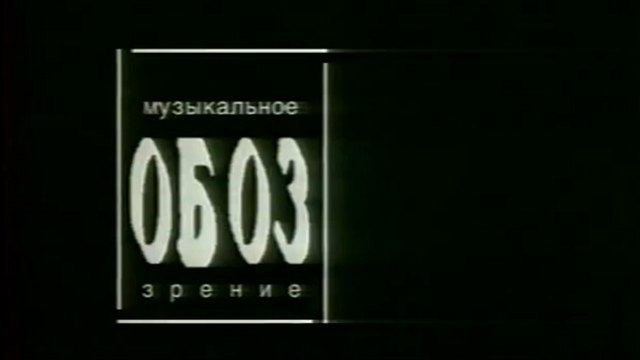 музыкальное
ОБОЗ
зрение